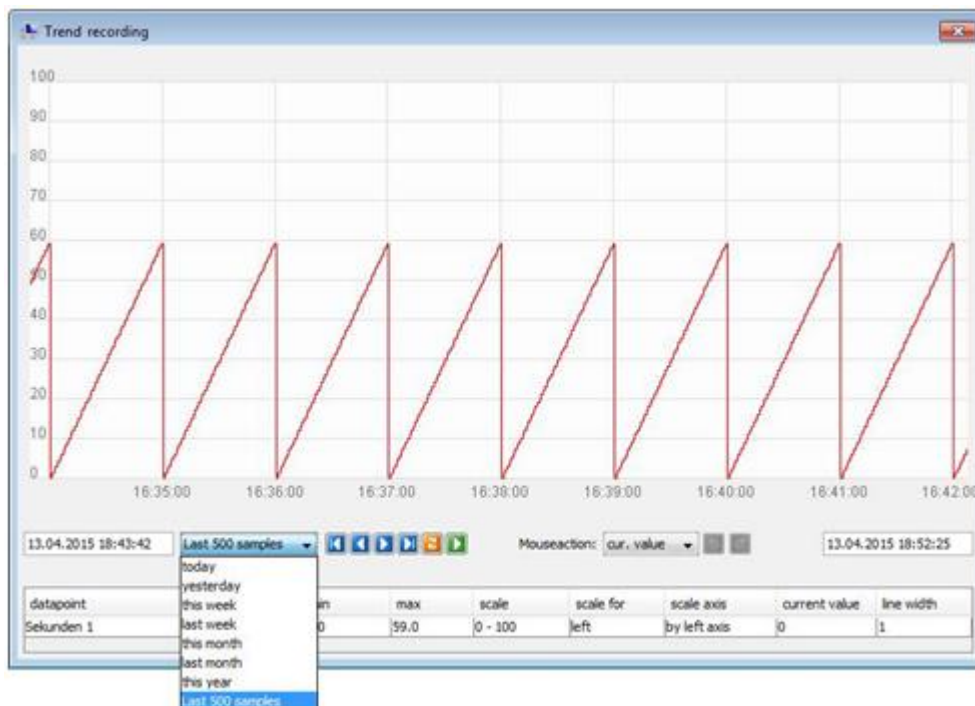 Trend recording
100
90
80
70
60
50
40
30
20
10
0
16:35:00 16:36:00 16:37:00 16:38:00 16:39:00 16:40:00 16:41:00 16:42:00
13.04.2015 18:43:42 Last 500 samples Mouseaction: cur. value 13.04.2015 18:52:25
today
yesterday
this week
last week
this month
last month
this year
Last 500 samples
datapoint max scale scale for scale axis current value line width
Sekunden 1 0 59.0 0 - 100 left by left axis 0 1